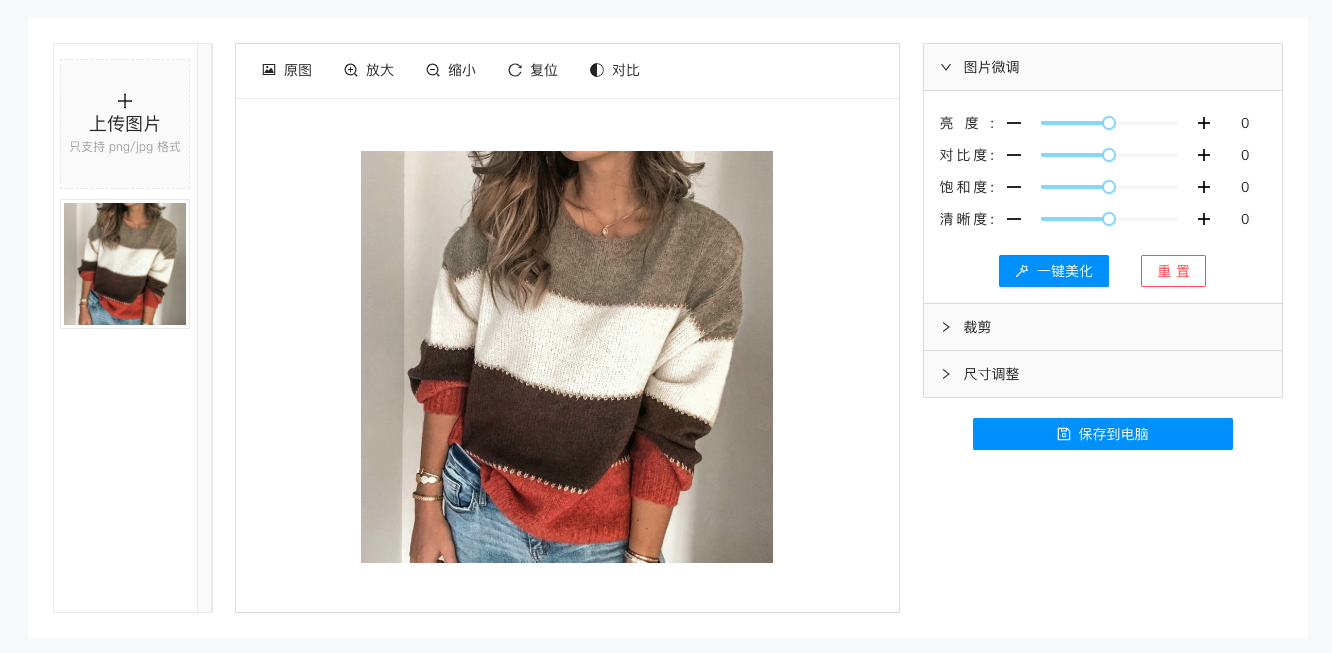 上传图片
只支持 png/jpg 格式
原图
放大
缩小
复位
对比
图片微调
亮 度 : 0
对比度: 0
饱和度: 0
清晰度: 0
一键美化
重 置
裁剪
尺寸调整
保存到电脑